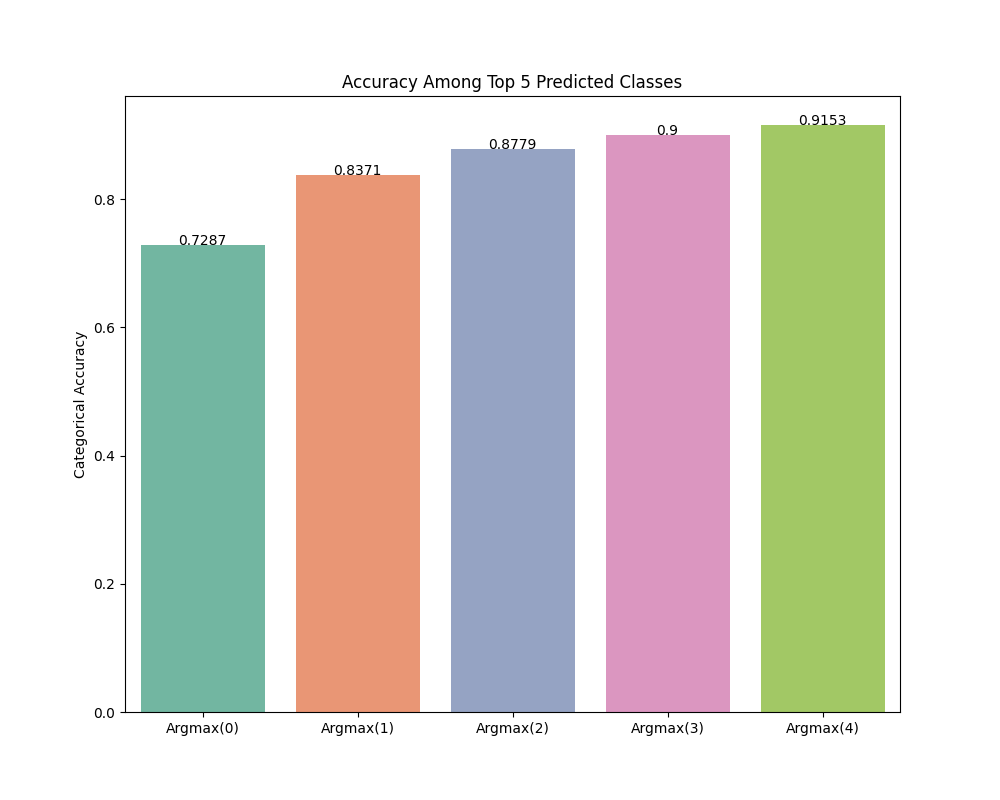 Accuracy Among Top 5 Predicted Classes
Categorical Accuracy
0.8
0.6
0.4
0.2
0.0
0.7287
0.8371
0.8779
0.9
0.9153
Argmax(0)
Argmax(1)
Argmax(2)
Argmax(3)
Argmax(4)